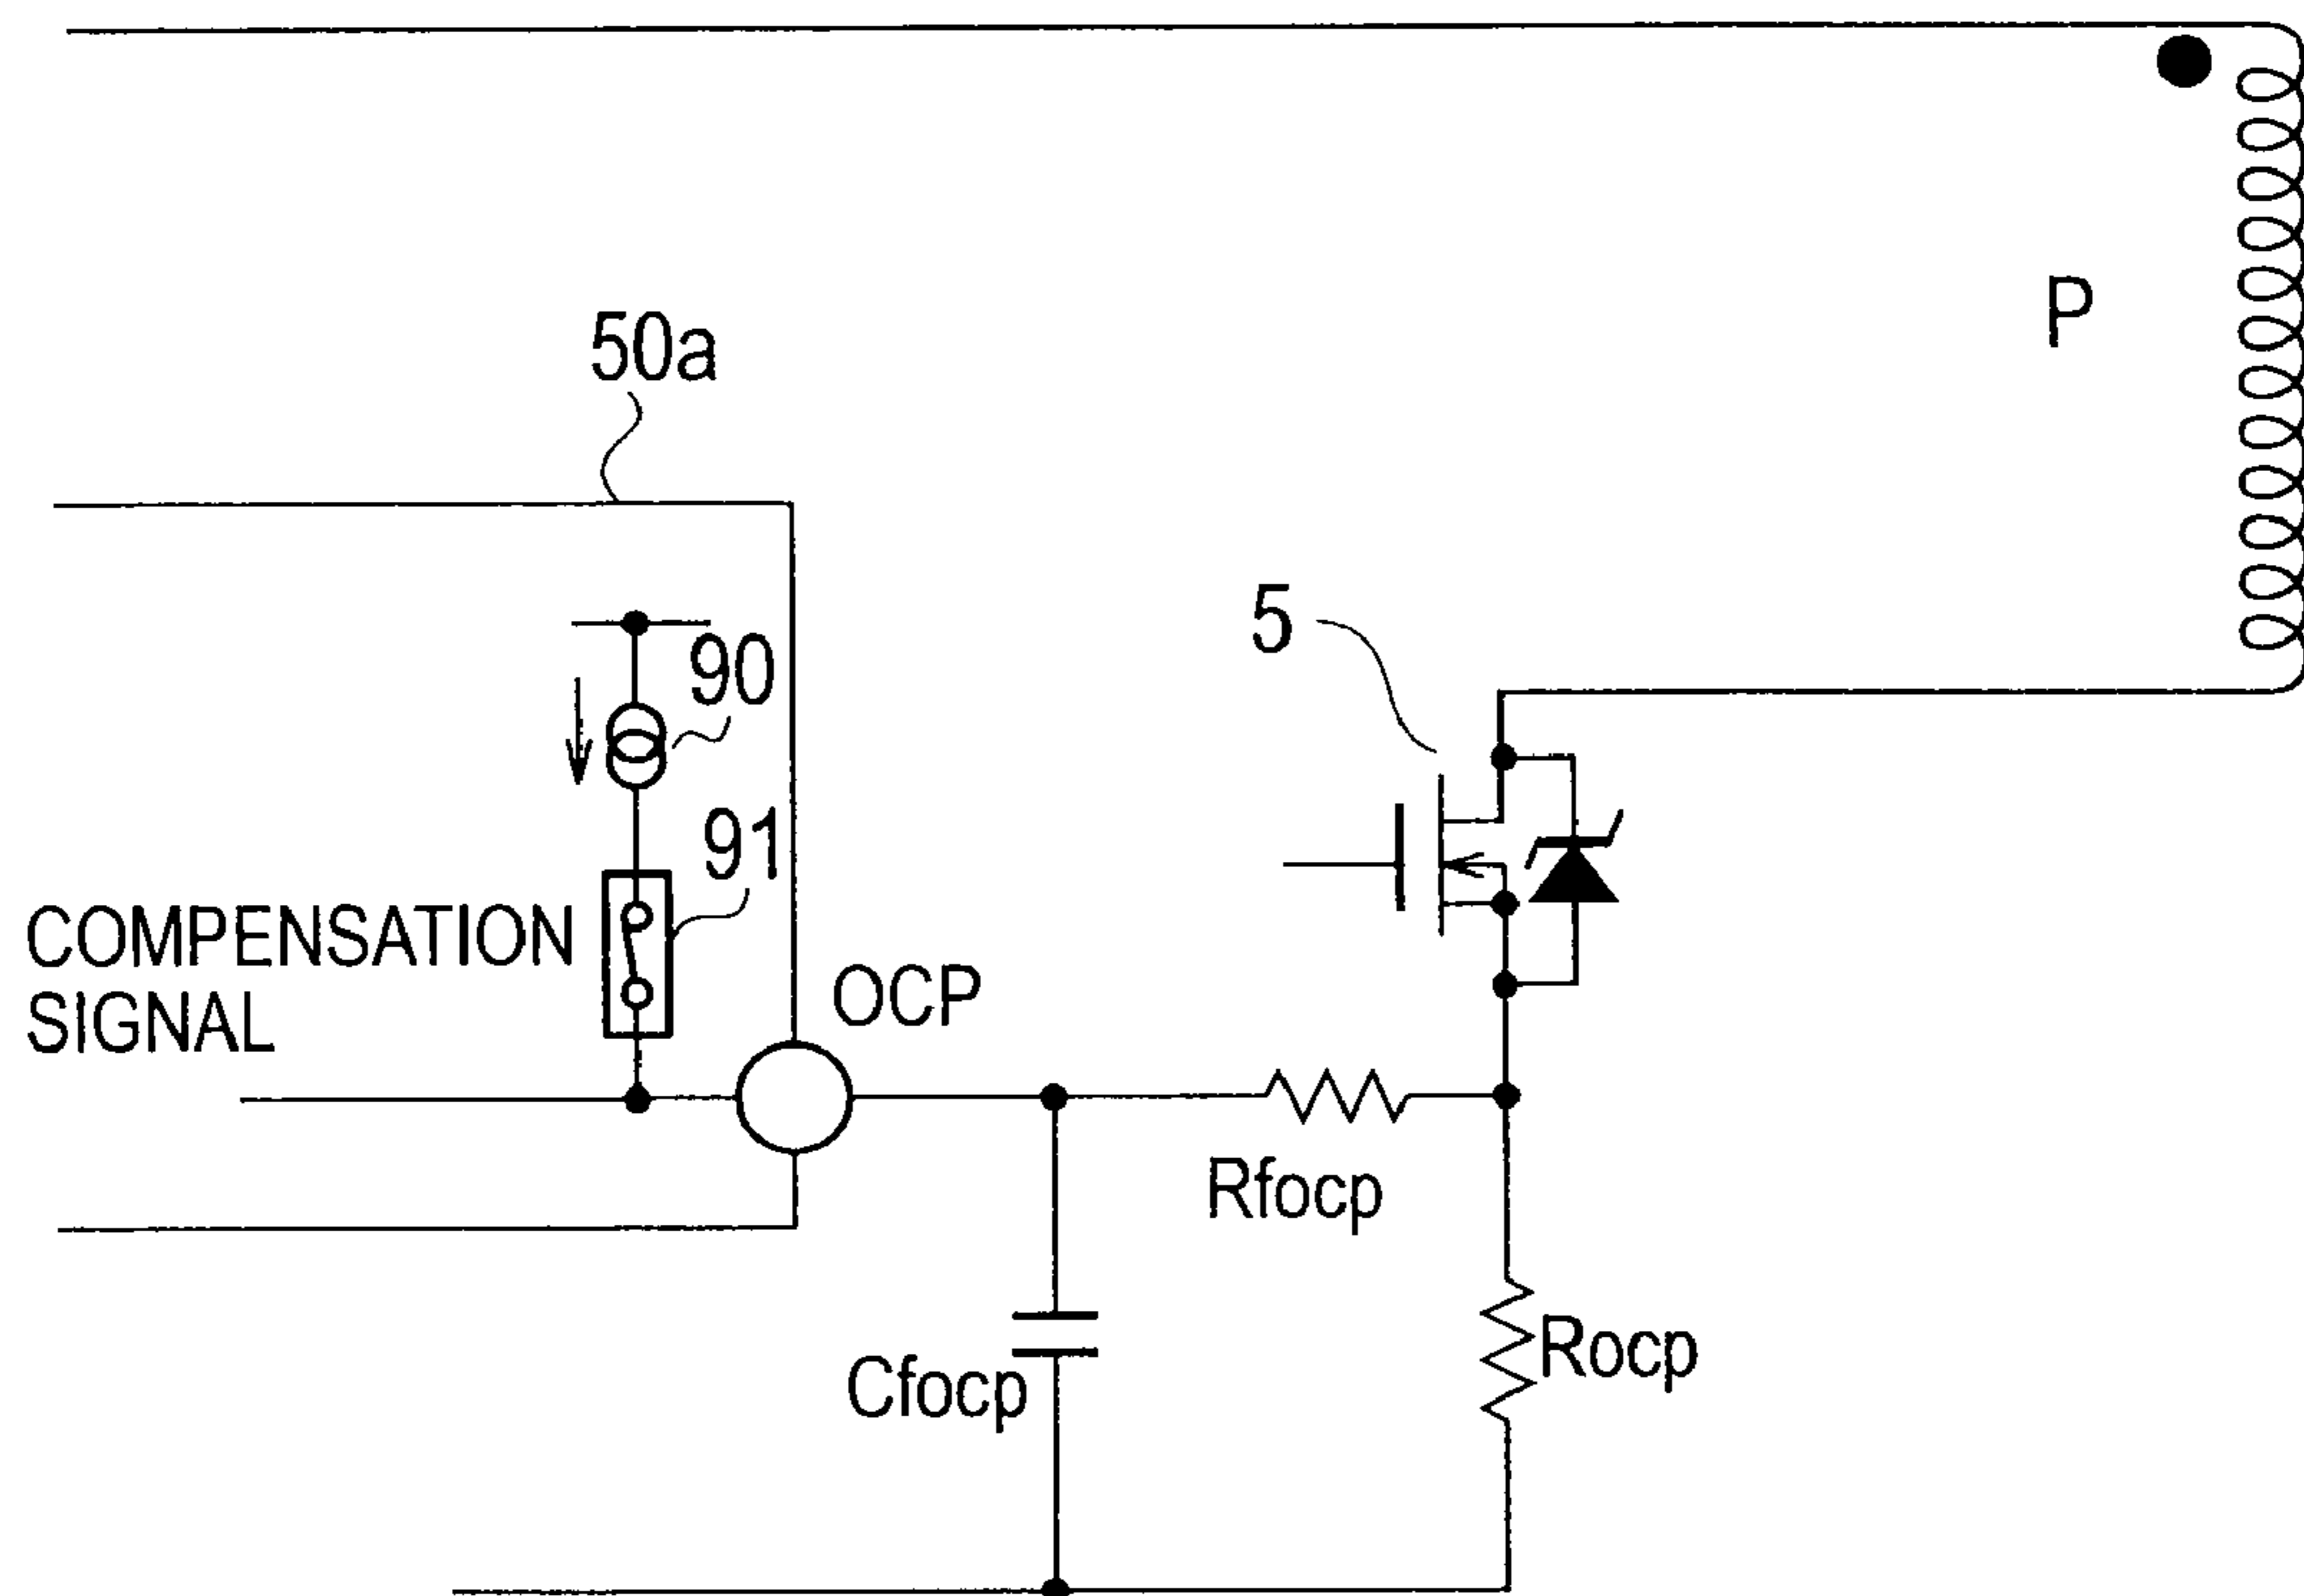 P
50a
5
90
91
COMPENSATION
SIGNAL
OCP
Rfocp
Cfocp
Rocp